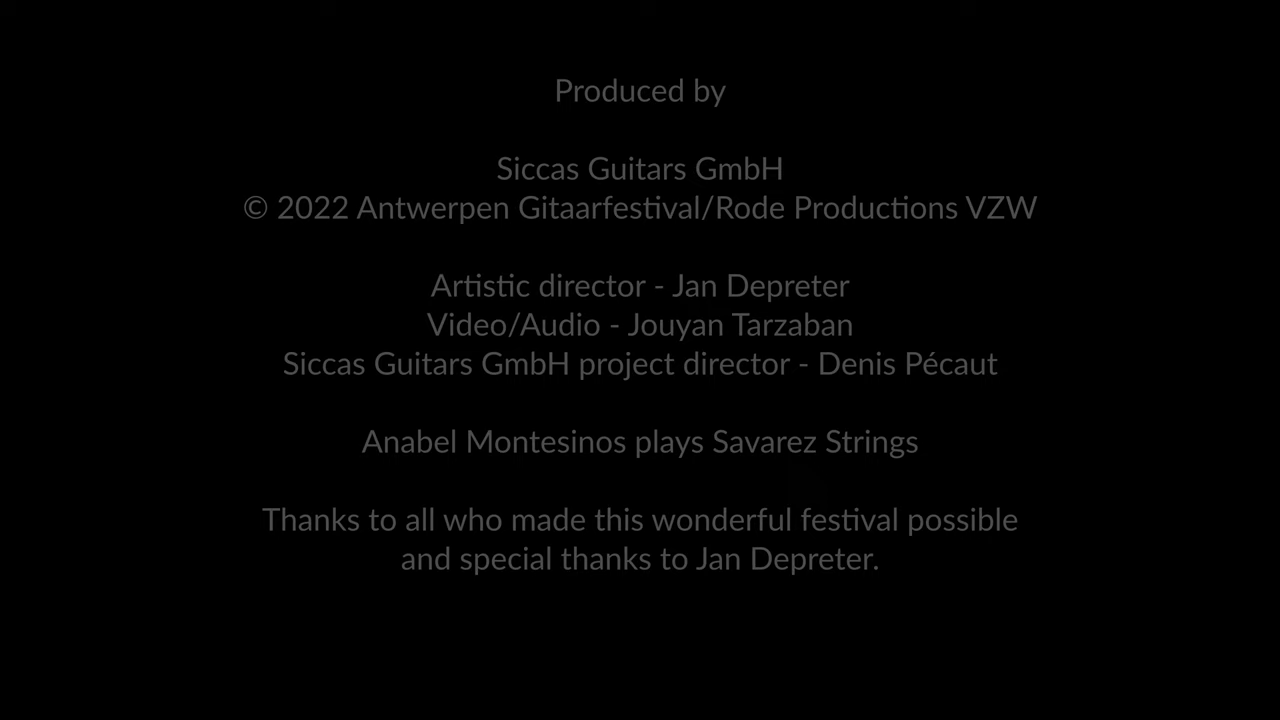 Produced by
Siccas Guitars GmbH
© 2022 Antwerpen Gitaarfestival/Rode Productions VZW
Artistic director - Jan Depreter
Video/Audio - Jouyan Tarzaban
Siccas Guitars GmbH project director - Denis Pécaut
Anabel Montesinos plays Savarez Strings
Thanks to all who made this wonderful festival possible
and special thanks to Jan Depreter.